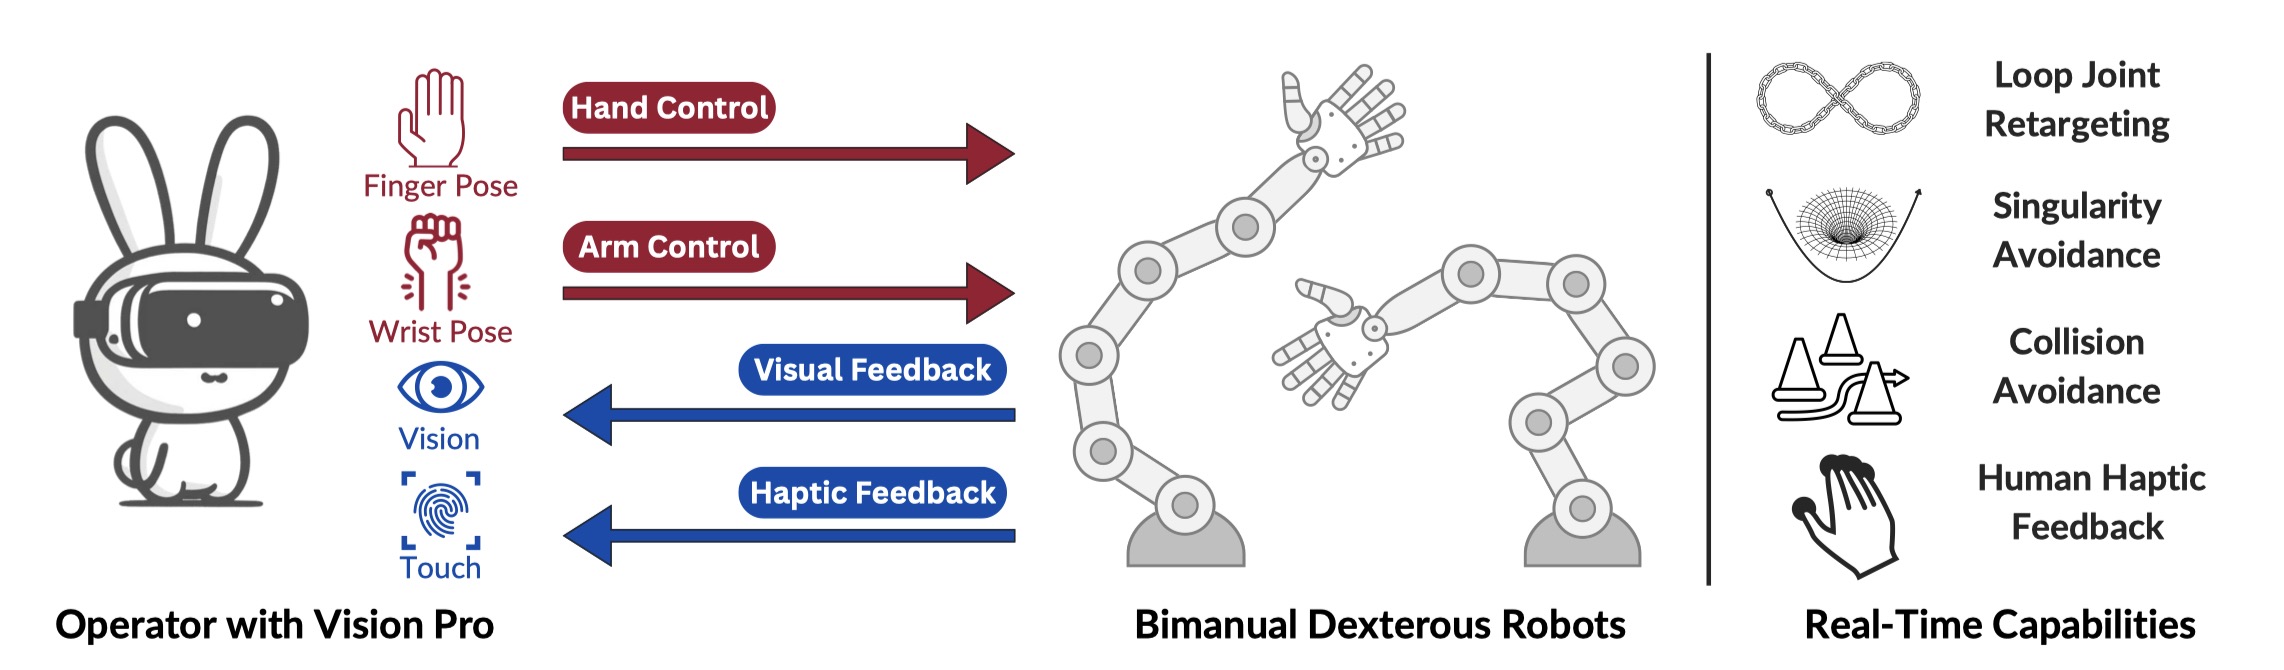 Finger Pose
Wrist Pose
Vision
Touch
Operator with Vision Pro
Hand Control
Arm Control
Visual Feedback
Haptic Feedback
Bimanual Dexterous Robots
Loop Joint
Retargeting
Singularity
Avoidance
Collision
Avoidance
Human Haptic
Feedback
Real-Time Capabilities